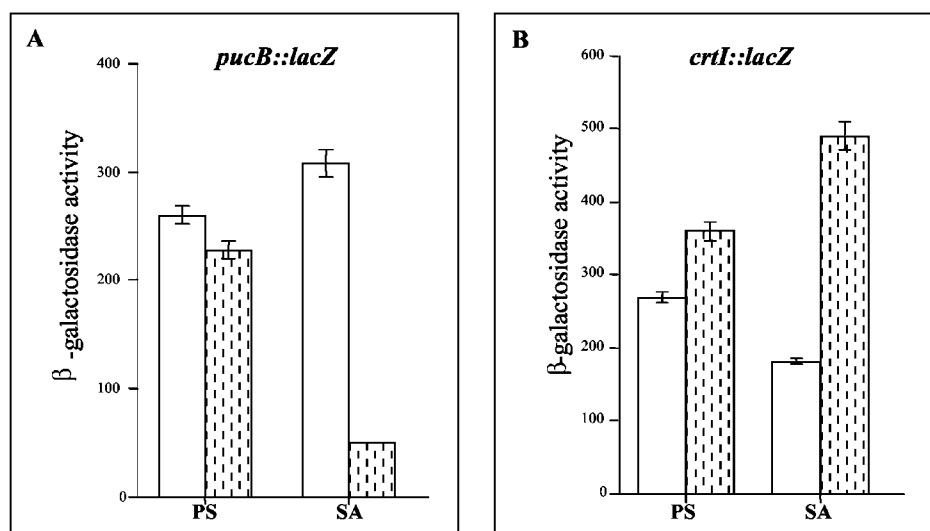 A
pucB::lacZ
400
300
200
100
0
β -galactosidase activity
PS
SA
B
crtI::lacZ
600
500
400
300
200
100
0
β-galactosidase activity
PS
SA